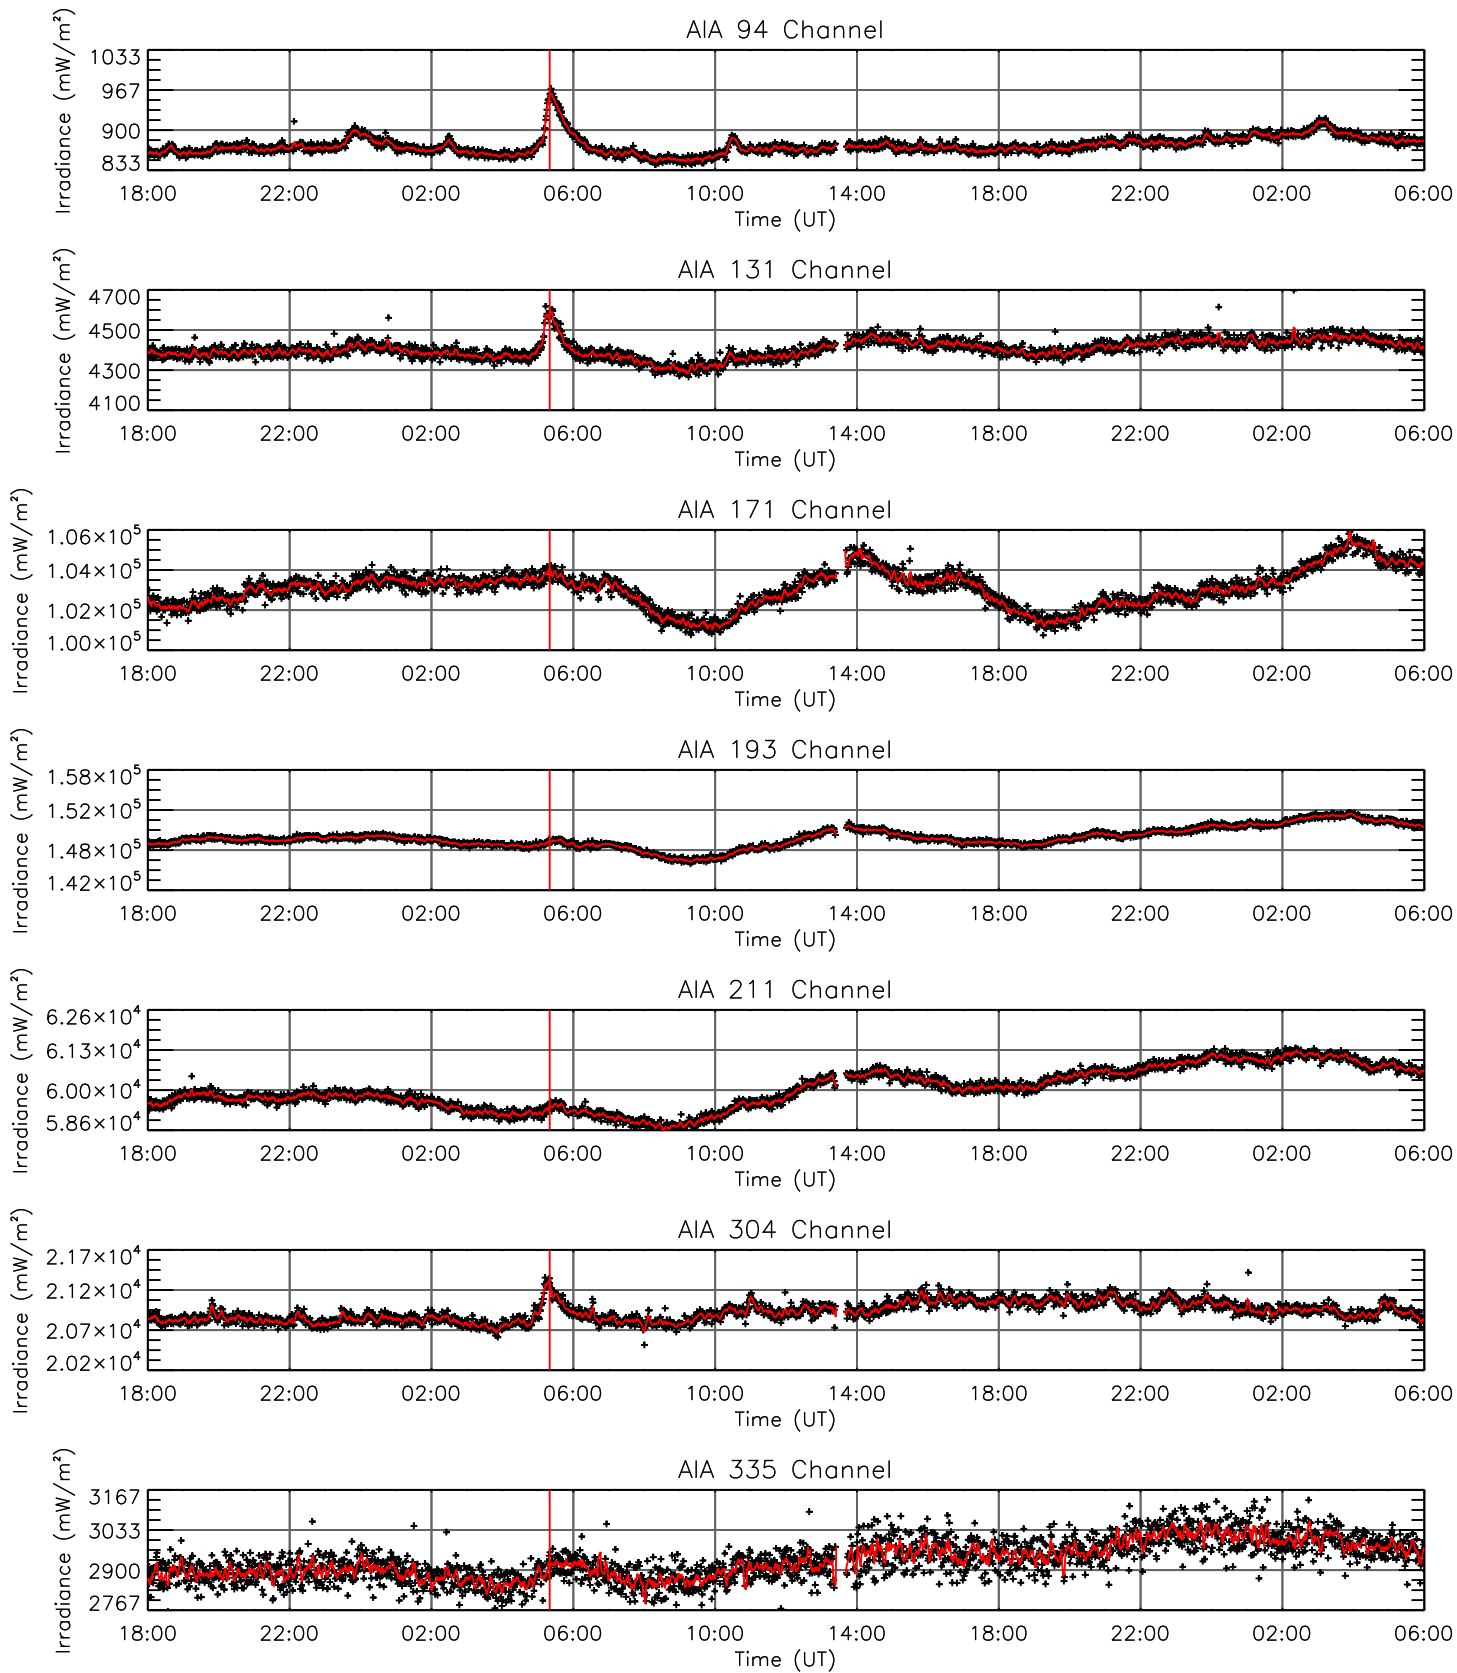 AIA 94 Channel
Irradiance (mW/m²)
1033
967
900
833
18:00 22:00 02:00 06:00 10:00 14:00 18:00 22:00 02:00 06:00
Time (UT)
AIA 131 Channel
Irradiance (mW/m²)
4700
4500
4300
4100
18:00 22:00 02:00 06:00 10:00 14:00 18:00 22:00 02:00 06:00
Time (UT)
AIA 171 Channel
Irradiance (mW/m²)
1.06×10⁵
1.04×10⁵
1.02×10⁵
1.00×10⁵
18:00 22:00 02:00 06:00 10:00 14:00 18:00 22:00 02:00 06:00
Time (UT)
AIA 193 Channel
Irradiance (mW/m²)
1.58×10⁵
1.52×10⁵
1.48×10⁵
1.42×10⁵
18:00 22:00 02:00 06:00 10:00 14:00 18:00 22:00 02:00 06:00
Time (UT)
AIA 211 Channel
Irradiance (mW/m²)
6.26×10⁴
6.13×10⁴
6.00×10⁴
5.86×10⁴
18:00 22:00 02:00 06:00 10:00 14:00 18:00 22:00 02:00 06:00
Time (UT)
AIA 304 Channel
Irradiance (mW/m²)
2.17×10⁴
2.12×10⁴
2.07×10⁴
2.02×10⁴
18:00 22:00 02:00 06:00 10:00 14:00 18:00 22:00 02:00 06:00
Time (UT)
AIA 335 Channel
Irradiance (mW/m²)
3167
3033
2900
2767
18:00 22:00 02:00 06:00 10:00 14:00 18:00 22:00 02:00 06:00
Time (UT)